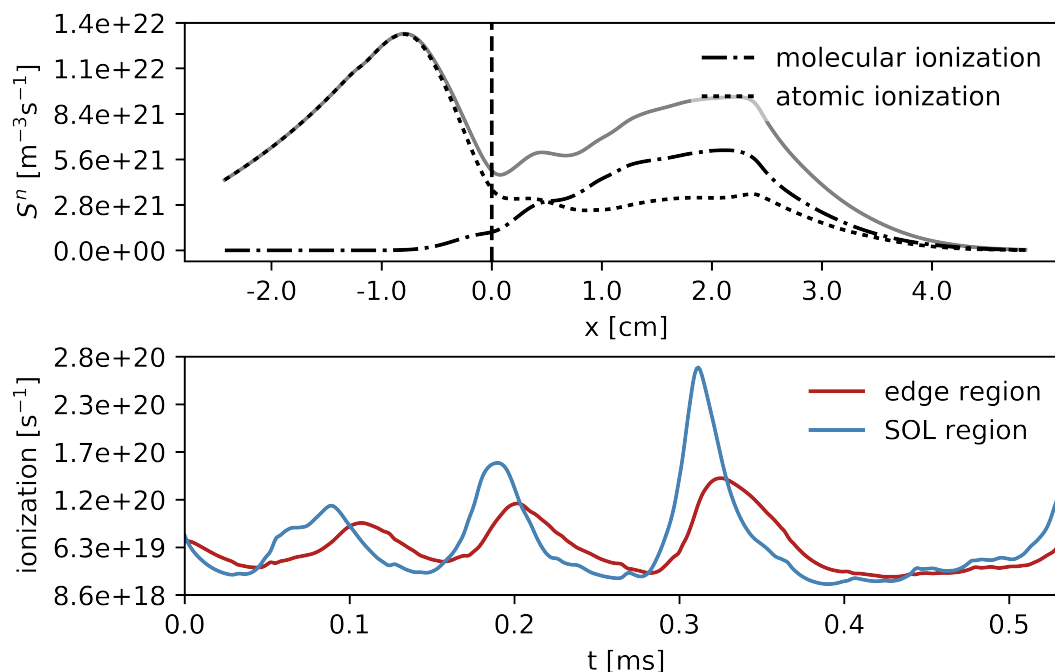 1.4e+22
1.1e+22
8.4e+21
5.6e+21
2.8e+21
0.0e+00
Sⁿ [m⁻³s⁻¹]
molecular ionization
atomic ionization
-2.0 -1.0 0.0 1.0 2.0 3.0 4.0
x [cm]
2.8e+20
2.3e+20
1.7e+20
1.2e+20
6.3e+19
8.6e+18
ionization [s⁻¹]
edge region
SOL region
0.0 0.1 0.2 0.3 0.4 0.5
t [ms]